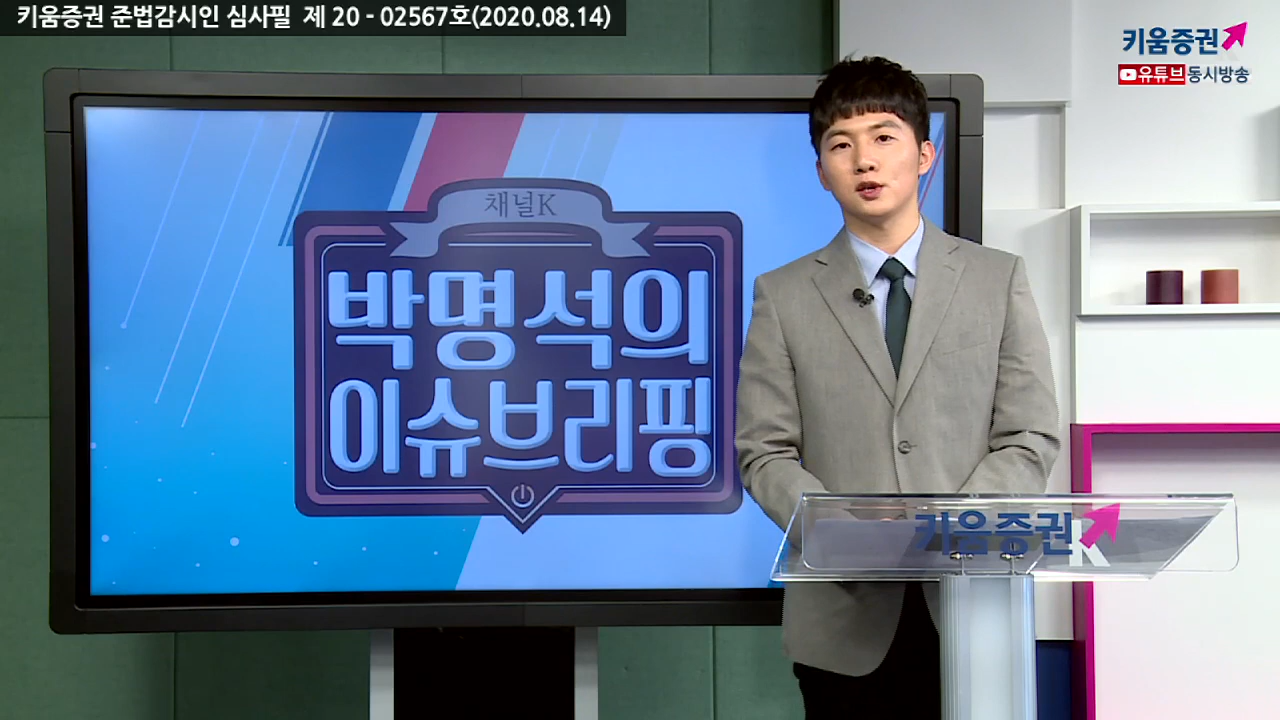 키움증권 준법감시인 심사필 제 20 - 02567호(2020.08.14)
키움증권
유튜브동시방송
채널K
박명석의
이슈브리핑
키움증권
K